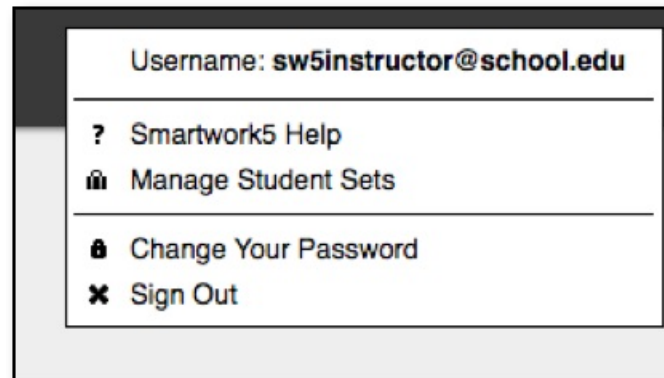 Username: sw5instructor@school.edu
? Smartwork5 Help
Manage Student Sets
Change Your Password
Sign Out